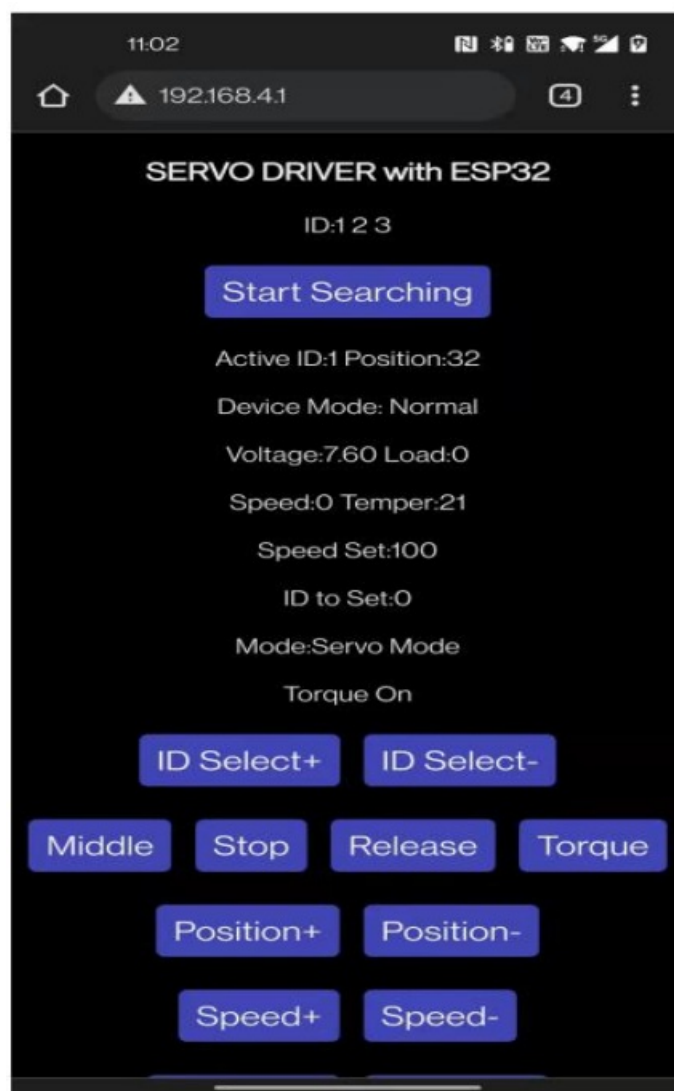 11:02
5G
192.168.4.1
4
SERVO DRIVER with ESP32
ID:1 2 3
Start Searching
Active ID:1 Position:32
Device Mode: Normal
Voltage:7.60 Load:0
Speed:0 Temper:21
Speed Set:100
ID to Set:0
Mode:Servo Mode
Torque On
ID Select+ ID Select-
Middle Stop Release Torque
Position+ Position-
Speed+ Speed-